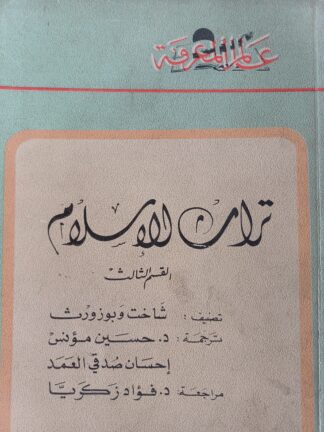 عالم المعرفة
تراث الإسلام
القسم الثالث
تصنيف: شاخت وبوزورث
ترجمة: د. حسين مؤنس
إحسان صدقي العمد
مراجعة: د. فؤاد زكريا